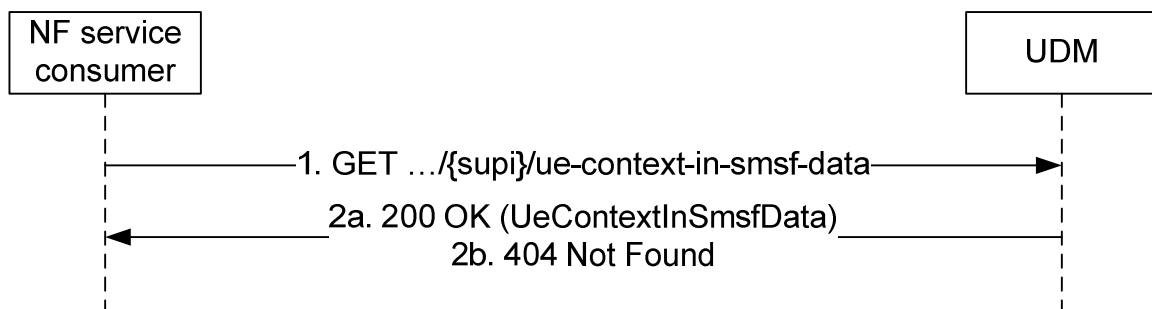 NF service
consumer
UDM
1. GET …/{supi}/ue-context-in-smsf-data
2a. 200 OK (UeContextInSmsfData)
2b. 404 Not Found